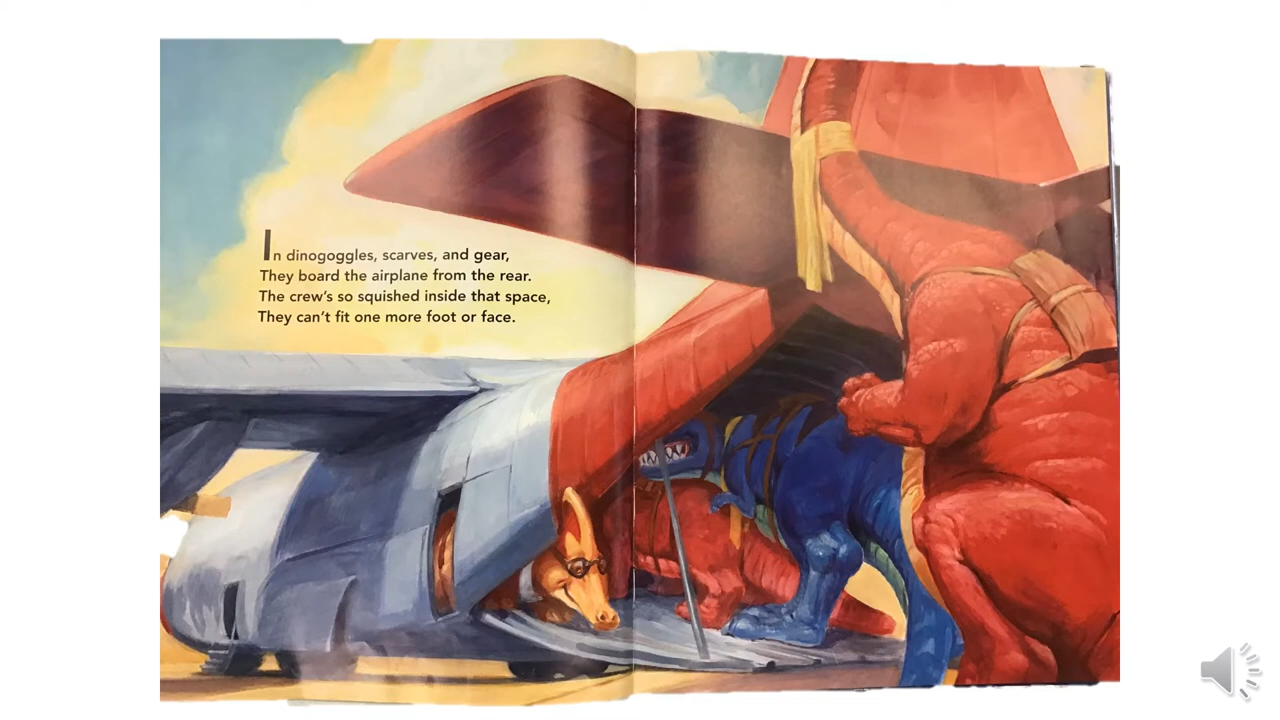 In dinogoggles, scarves, and gear,
They board the airplane from the rear.
The crew's so squished inside that space,
They can't fit one more foot or face.